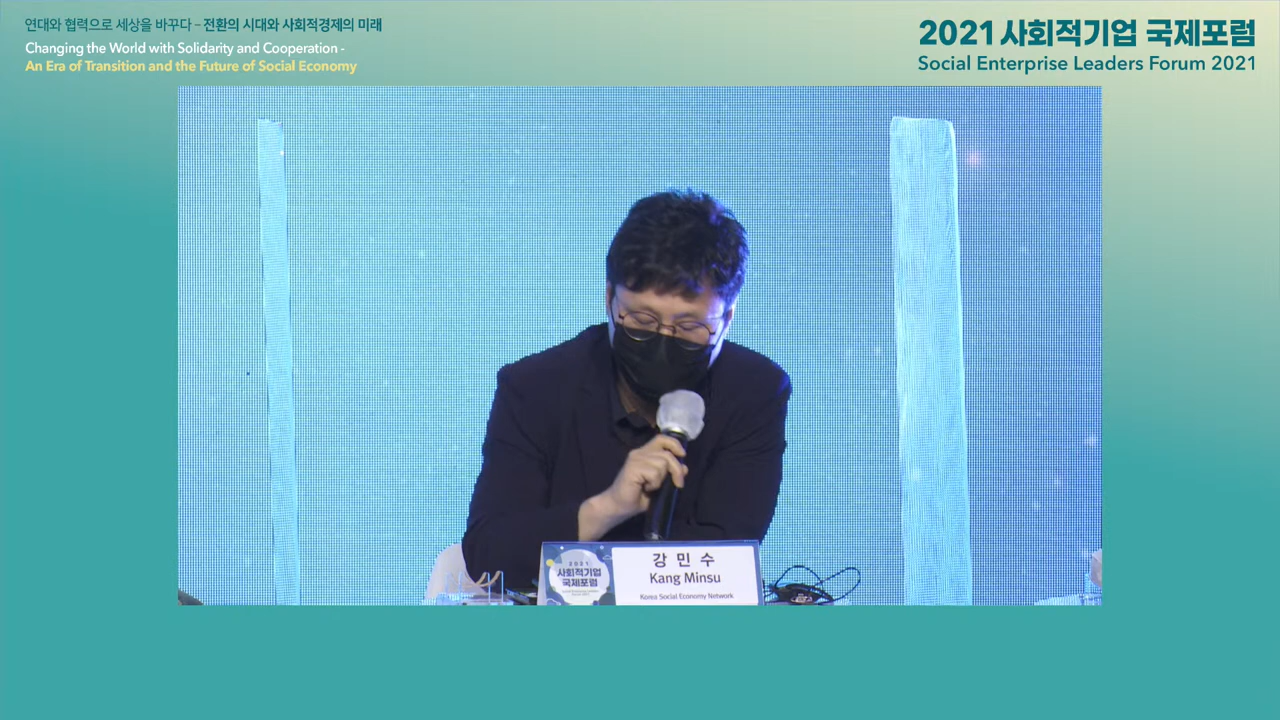 연대와 협력으로 세상을 바꾸다 – 전환의 시대와 사회적경제의 미래
Changing the World with Solidarity and Cooperation -
An Era of Transition and the Future of Social Economy
2021 사회적기업 국제포럼
Social Enterprise Leaders Forum 2021
2021
사회적기업
국제포럼
강 민 수
Kang Minsu
Korea Social Economy Network